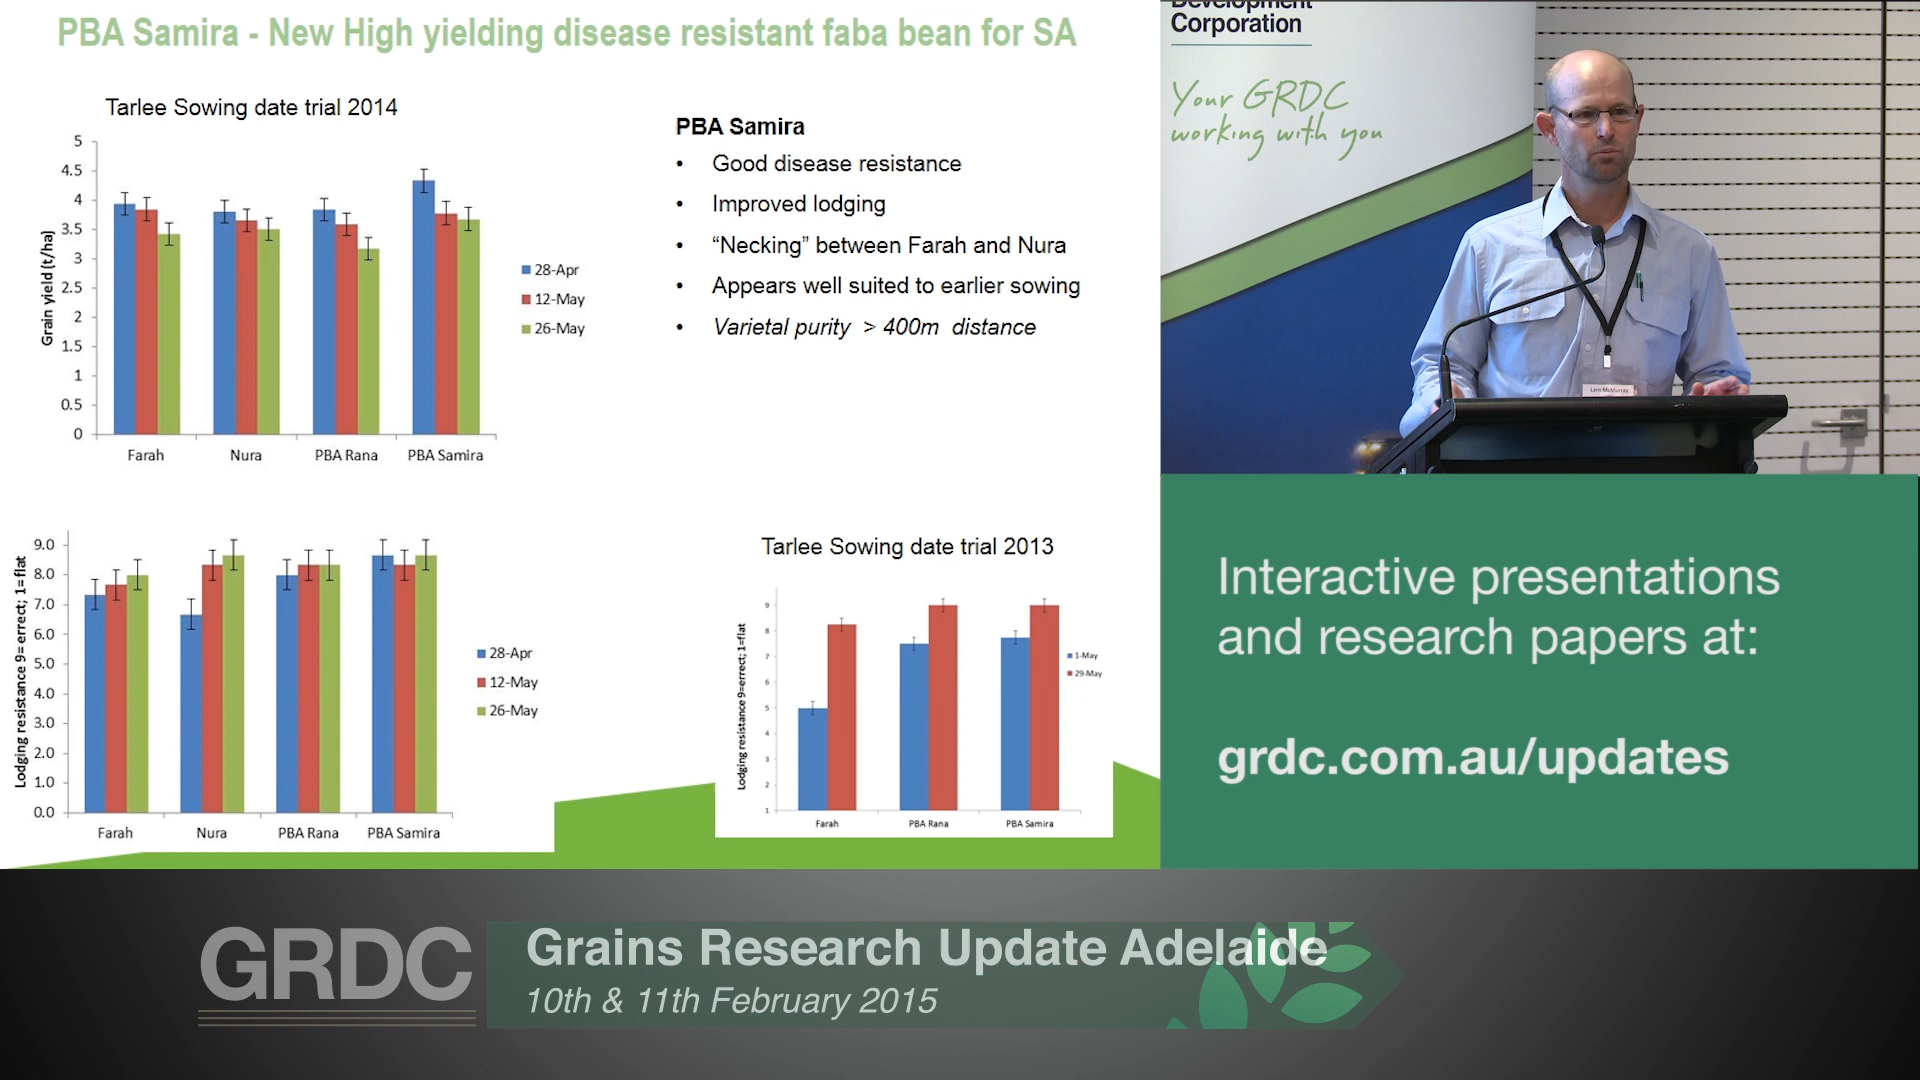 PBA Samira - New High yielding disease resistant faba bean for SA
Tarlee Sowing date trial 2014
5
4.5
4
3.5
3
2.5
2
1.5
1
0.5
0
Grain yield (t/ha)
Farah
Nura
PBA Rana
PBA Samira
28-Apr
12-May
26-May
PBA Samira
• Good disease resistance
• Improved lodging
• “Necking” between Farah and Nura
• Appears well suited to earlier sowing
• Varietal purity > 400m distance
9.0
8.0
7.0
6.0
5.0
4.0
3.0
2.0
1.0
0.0
Lodging resistance 9=errect; 1=flat
Farah
Nura
PBA Rana
PBA Samira
28-Apr
12-May
26-May
Tarlee Sowing date trial 2013
9
8
7
6
5
4
3
2
1
Lodging resistance 9=errect; 1=flat
Farah
PBA Rana
PBA Samira
1-May
29-May
Development
Corporation
Your GRDC
working with you
Larn McMurray
Interactive presentations
and research papers at:
grdc.com.au/updates
GRDC
Grains Research Update Adelaide
10th & 11th February 2015